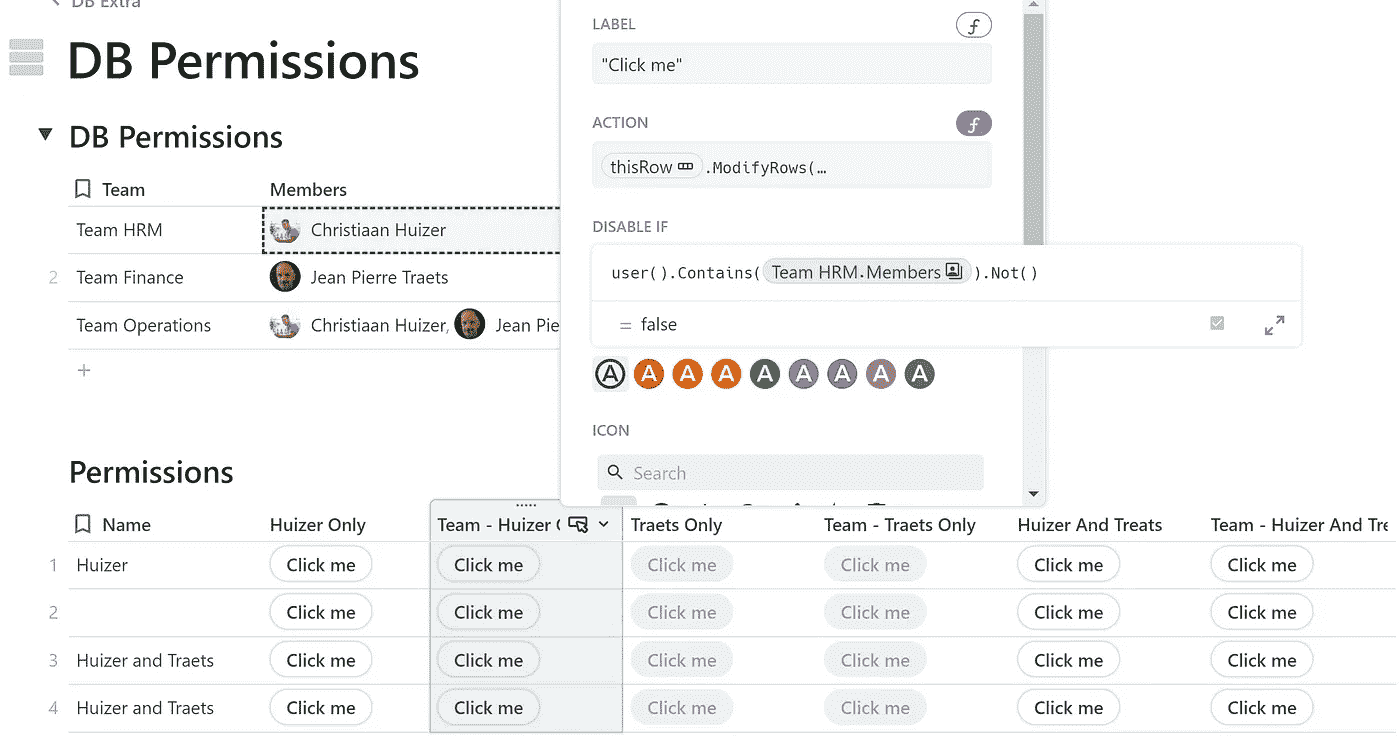 DB Extra
DB Permissions
DB Permissions
Team Members
Team HRM Christiaan Huizer
2 Team Finance Jean Pierre Traets
Team Operations Christiaan Huizer, Jean Pie
+
LABEL
"Click me"
ACTION
thisRow .ModifyRows(…
DISABLE IF
user().Contains( Team HRM.Members ).Not()
= false
A A A A A A A A A
ICON
Search
Permissions
Name Huizer Only Team - Huizer Traets Only Team - Traets Only Huizer And Treats Team - Huizer And Tre
1 Huizer Click me Click me Click me Click me Click me Click me
2 Click me Click me Click me Click me Click me Click me
3 Huizer and Traets Click me Click me Click me Click me Click me Click me
4 Huizer and Traets Click me Click me Click me Click me Click me Click me